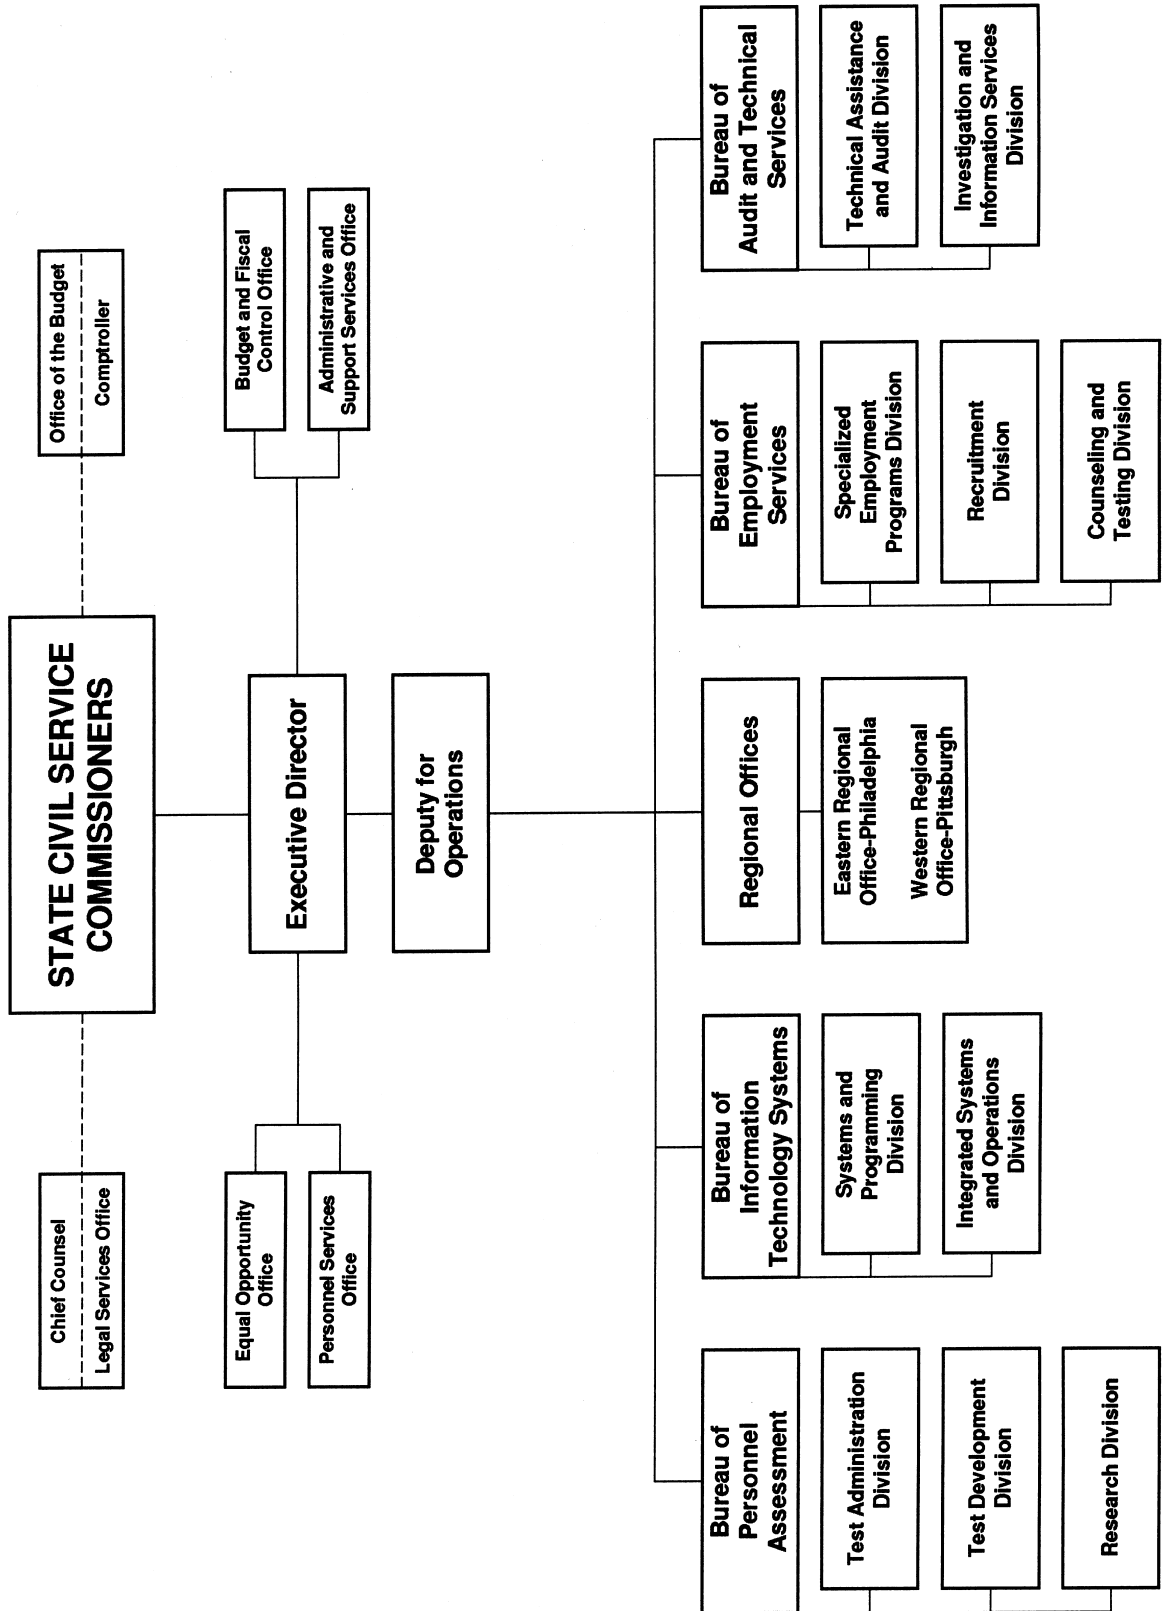 STATE CIVIL SERVICE
COMMISSIONERS
Chief Counsel
Legal Services Office
Office of the Budget
Comptroller
Executive Director
Equal Opportunity
Office
Personnel Services
Office
Budget and Fiscal
Control Office
Administrative and
Support Services Office
Deputy for
Operations
Bureau of
Personnel
Assessment
Test Administration
Division
Test Development
Division
Research Division
Bureau of
Information
Technology Systems
Systems and
Programming
Division
Integrated Systems
and Operations
Division
Regional Offices
Eastern Regional
Office-Philadelphia
Western Regional
Office-Pittsburgh
Bureau of
Employment
Services
Specialized
Employment
Programs Division
Recruitment
Division
Counseling and
Testing Division
Bureau of
Audit and Technical
Services
Technical Assistance
and Audit Division
Investigation and
Information Services
Division